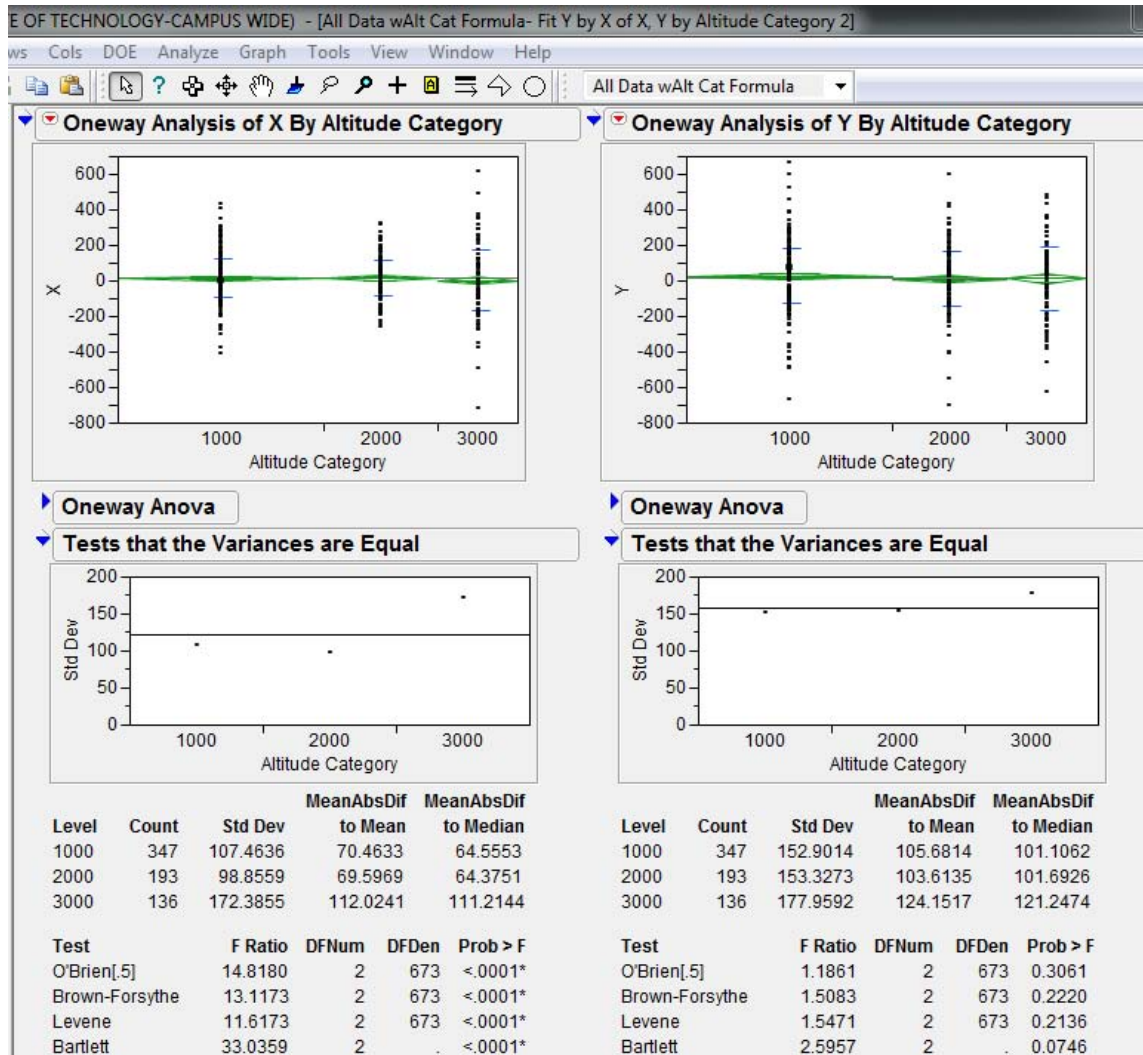 E OF TECHNOLOGY-CAMPUS WIDE) - [All Data wAlt Cat Formula- Fit Y by X of X, Y by Altitude Category 2]
ws Cols DOE Analyze Graph Tools View Window Help
All Data wAlt Cat Formula
Oneway Analysis of X By Altitude Category
600
400
200
0
-200
-400
-600
-800
X
1000 2000 3000
Altitude Category
Oneway Anova
Tests that the Variances are Equal
200
150
100
50
0
Std Dev
1000 2000 3000
Altitude Category
MeanAbsDif MeanAbsDif
Level Count Std Dev to Mean to Median
1000 347 107.4636 70.4633 64.5553
2000 193 98.8559 69.5969 64.3751
3000 136 172.3855 112.0241 111.2144
Test F Ratio DFNum DFDen Prob > F
O'Brien[.5] 14.8180 2 673 <.0001*
Brown-Forsythe 13.1173 2 673 <.0001*
Levene 11.6173 2 673 <.0001*
Bartlett 33.0359 2 . <.0001*
Oneway Analysis of Y By Altitude Category
600
400
200
0
-200
-400
-600
-800
Y
1000 2000 3000
Altitude Category
Oneway Anova
Tests that the Variances are Equal
200
150
100
50
0
Std Dev
1000 2000 3000
Altitude Category
MeanAbsDif MeanAbsDif
Level Count Std Dev to Mean to Median
1000 347 152.9014 105.6814 101.1062
2000 193 153.3273 103.6135 101.6926
3000 136 177.9592 124.1517 121.2474
Test F Ratio DFNum DFDen Prob > F
O'Brien[.5] 1.1861 2 673 0.3061
Brown-Forsythe 1.5083 2 673 0.2220
Levene 1.5471 2 673 0.2136
Bartlett 2.5957 2 . 0.0746